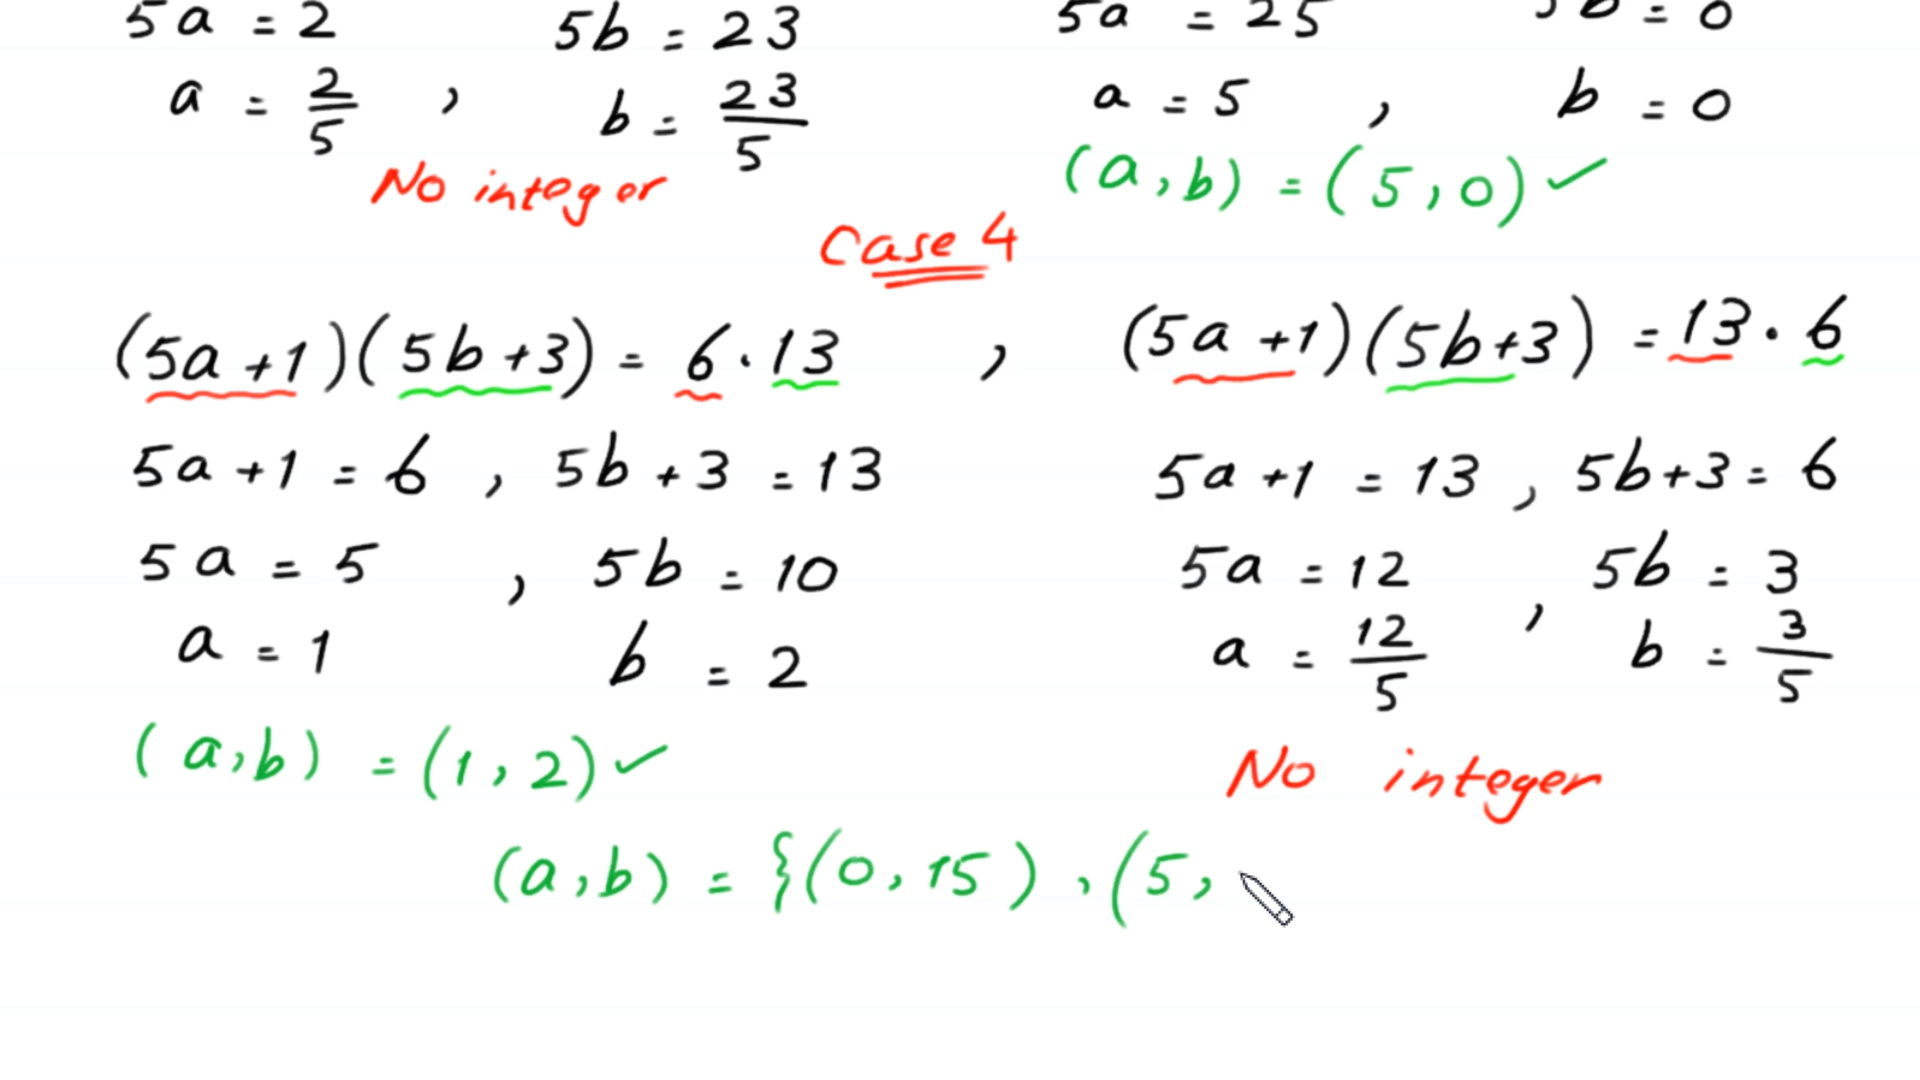 5a = 2 5b = 23 5a = 25 5b = 0
a = 2/5 , b = 23/5 a = 5 , b = 0
No integer (a,b) = (5,0) ✓
Case 4
(5a+1)(5b+3) = 6·13 , (5a+1)(5b+3) = 13·6
5a+1 = 6 , 5b+3 = 13 5a+1 = 13 , 5b+3 = 6
5a = 5 , 5b = 10 5a = 12 , 5b = 3
a = 1 b = 2 a = 12/5 b = 3/5
(a,b) = (1,2) ✓ No integer
(a,b) = {(0,15) , (5,